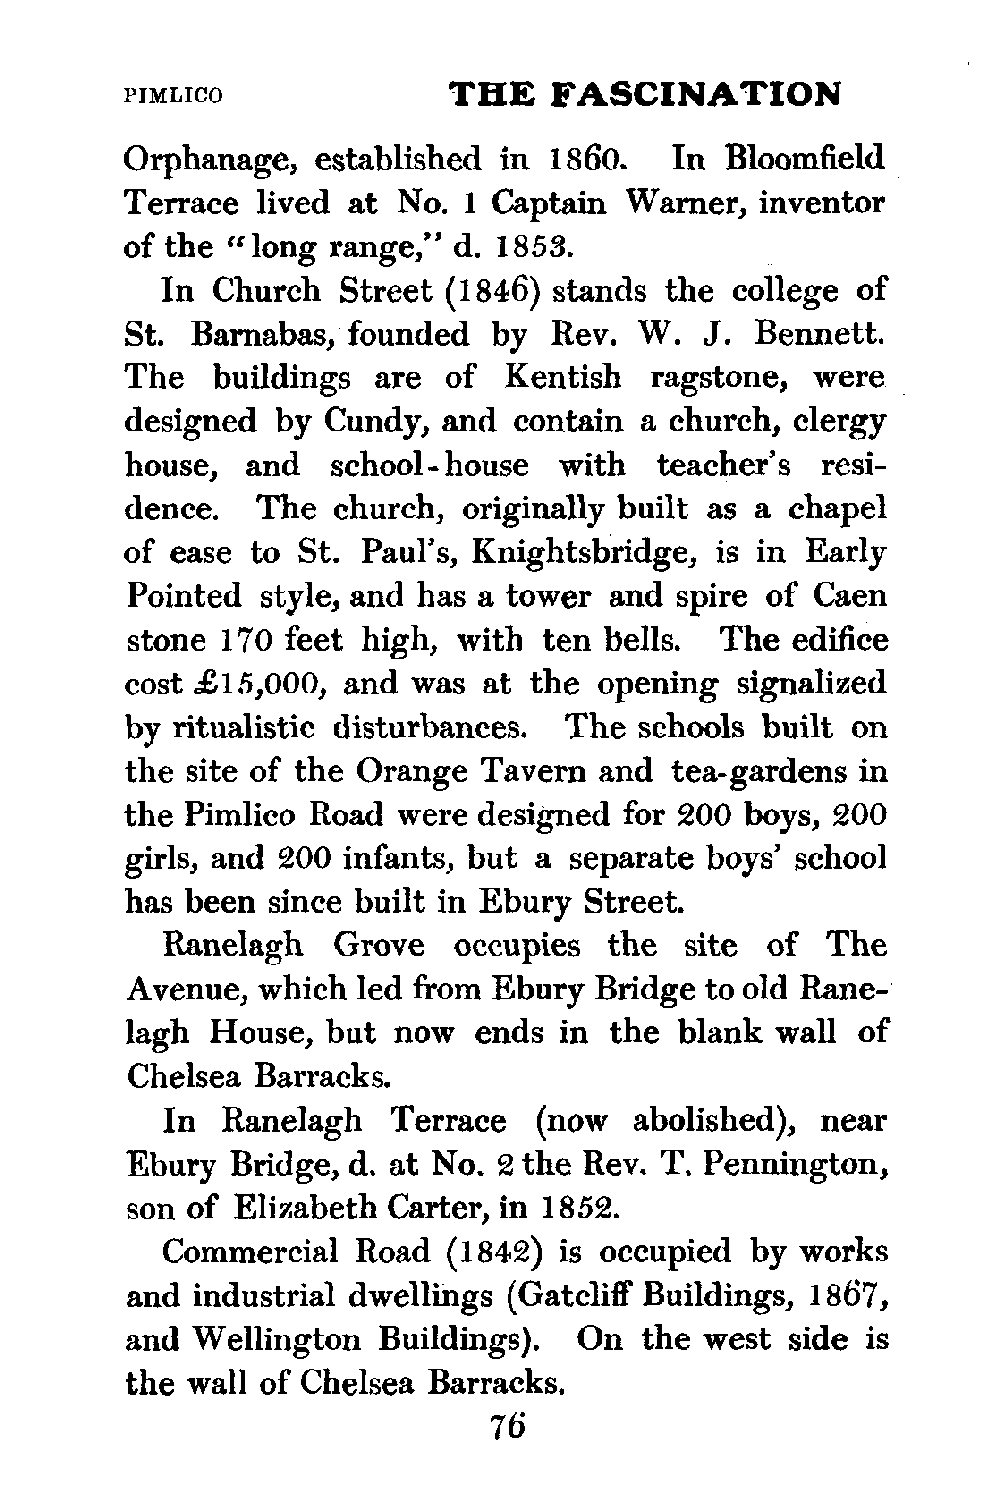 PIMLICO THE FASCINATION
Orphanage, established in 1860. In Bloomfield
Terrace lived at No. 1 Captain Warner, inventor
of the “long range,” d. 1853.
In Church Street (1846) stands the college of
St. Barnabas, founded by Rev. W. J. Bennett.
The buildings are of Kentish ragstone, were
designed by Cundy, and contain a church, clergy
house, and school-house with teacher's resi-
dence. The church, originally built as a chapel
of ease to St. Paul's, Knightsbridge, is in Early
Pointed style, and has a tower and spire of Caen
stone 170 feet high, with ten bells. The edifice
cost £15,000, and was at the opening signalized
by ritualistic disturbances. The schools built on
the site of the Orange Tavern and tea-gardens in
the Pimlico Road were designed for 200 boys, 200
girls, and 200 infants, but a separate boys' school
has been since built in Ebury Street.
Ranelagh Grove occupies the site of The
Avenue, which led from Ebury Bridge to old Rane-
lagh House, but now ends in the blank wall of
Chelsea Barracks.
In Ranelagh Terrace (now abolished), near
Ebury Bridge, d. at No. 2 the Rev. T. Pennington,
son of Elizabeth Carter, in 1852.
Commercial Road (1842) is occupied by works
and industrial dwellings (Gatcliff Buildings, 1867,
and Wellington Buildings). On the west side is
the wall of Chelsea Barracks.
76